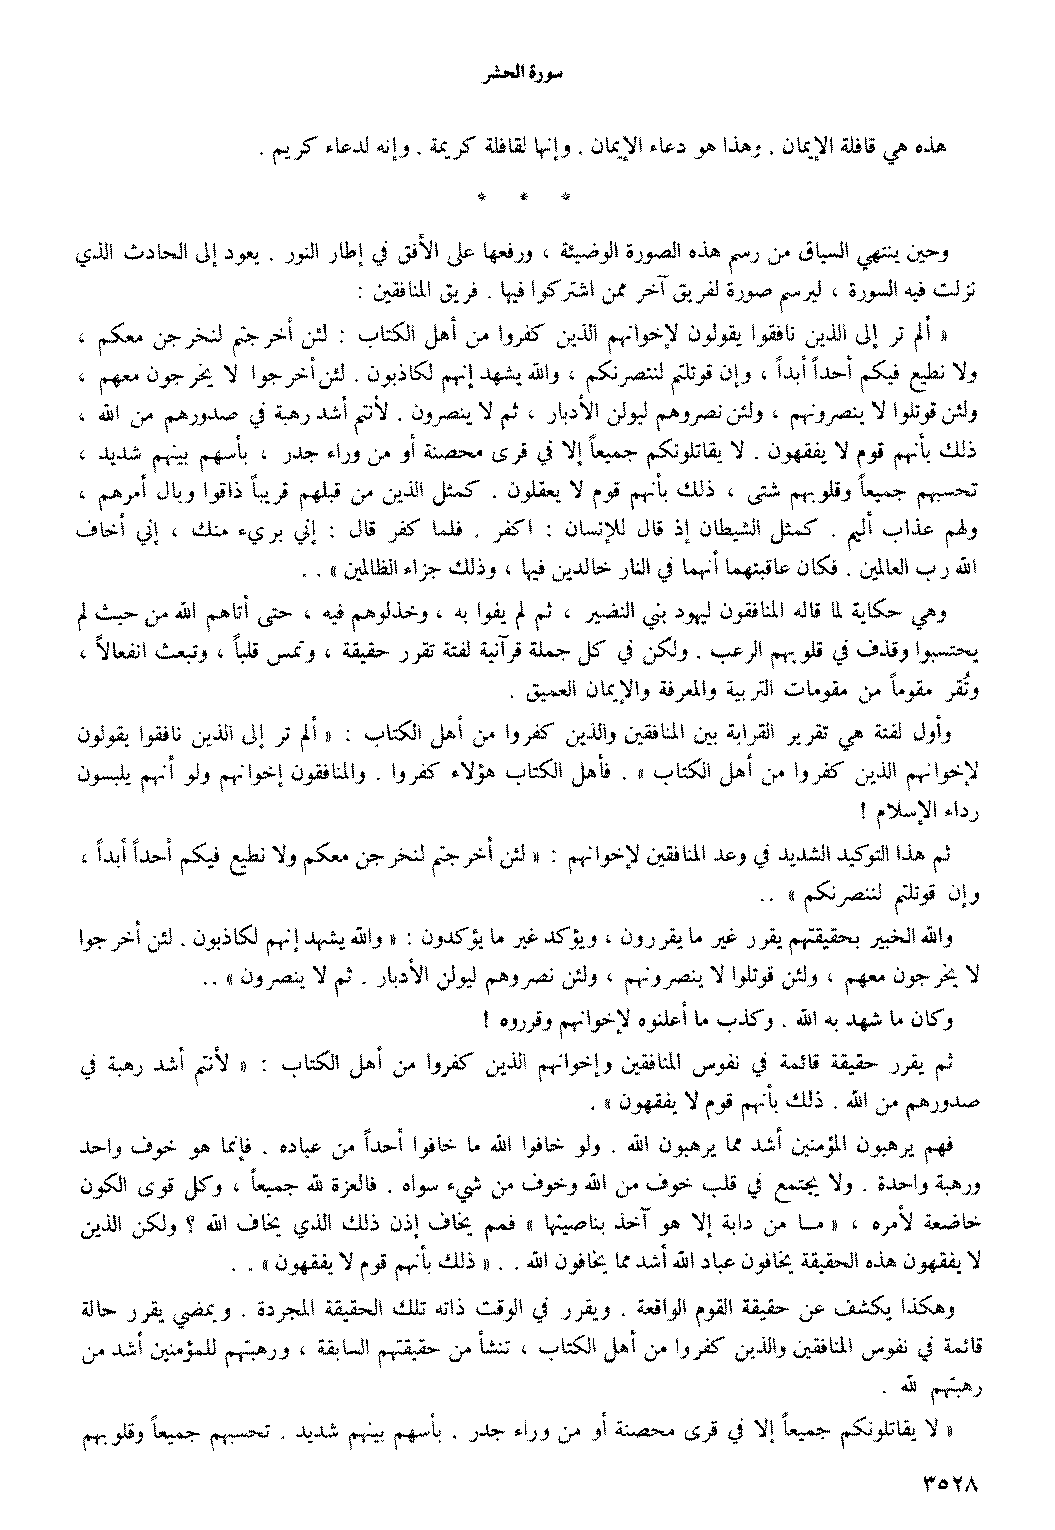 سورة الحشر
هذه هي قافلة الإيمان . وهذا هو دعاء الإيمان . وإنها لقافلة كريمة . وإنه لدعاء كريم .
* * *
وحين ينتهي السياق من رسم هذه الصورة الوضيئة ، ورفعها على الأفق في إطار النور . يعود إلى الحادث الذي
نزلت فيه السورة ، ليرسم صورة لفريق آخر ممن اشتركوا فيها . فريق المنافقين :
« ألم تر إلى الذين نافقوا يقولون لإخوانهم الذين كفروا من أهل الكتاب : لئن أخرجتم لنخرجن معكم ،
ولا نطيع فيكم أحداً أبداً ، وإن قوتلتم لننصرنكم ، والله يشهد إنهم لكاذبون . لئن أخرجوا لا يخرجون معهم ،
ولئن قوتلوا لا ينصرونهم ، ولئن نصروهم ليولن الأدبار ، ثم لا ينصرون . لأنتم أشد رهبة في صدورهم من الله ،
ذلك بأنهم قوم لا يفقهون . لا يقاتلونكم جميعاً إلا في قرى محصنة أو من وراء جدر ، بأسهم بينهم شديد ،
تحسبهم جميعاً وقلوبهم شتى ، ذلك بأنهم قوم لا يعقلون . كمثل الذين من قبلهم قريباً ذاقوا وبال أمرهم ،
ولهم عذاب أليم . كمثل الشيطان إذ قال للإنسان : اكفر . فلما كفر قال : إني بريء منك ، إني أخاف
الله رب العالمين . فكان عاقبتهما أنهما في النار خالدين فيها ، وذلك جزاء الظالمين » . .
وهي حكاية لما قاله المنافقون ليهود بني النضير ، ثم لم يفوا به ، وخذلوهم فيه ، حتى أتاهم الله من حيث لم
يحتسبوا وقذف في قلوبهم الرعب . ولكن في كل جملة قرآنية لفتة تقرر حقيقة ، وتمس قلباً ، وتبعث انفعالاً ،
وتُقر مقوماً من مقومات التربية والمعرفة والإيمان العميق .
وأول لفتة هي تقرير القرابة بين المنافقين والذين كفروا من أهل الكتاب : « ألم تر إلى الذين نافقوا يقولون
لإخوانهم الذين كفروا من أهل الكتاب » . فأهل الكتاب هؤلاء كفروا . والمنافقون إخوانهم ولو أنهم يلبسون
رداء الإسلام !
ثم هذا التوكيد الشديد في وعد المنافقين لإخوانهم : « لئن أخرجتم لنخرجن معكم ولا نطيع فيكم أحداً أبداً ،
وإن قوتلتم لننصرنكم » ..
والله الخبير بحقيقتهم يقرر غير ما يقررون ، ويؤكد غير ما يؤكدون : « والله يشهد إنهم لكاذبون . لئن أخرجوا
لا يخرجون معهم ، ولئن قوتلوا لا ينصرونهم ، ولئن نصروهم ليولن الأدبار . ثم لا ينصرون » ..
وكان ما شهد به الله . وكذب ما أعلنوه لإخوانهم وقرروه !
ثم يقرر حقيقة قائمة في نفوس المنافقين وإخوانهم الذين كفروا من أهل الكتاب : « لأنتم أشد رهبة في
صدورهم من الله . ذلك بأنهم قوم لا يفقهون » .
فهم يرهبون المؤمنين أشد مما يرهبون الله . ولو خافوا الله ما خافوا أحداً من عباده . فإنما هو خوف واحد
ورهبة واحدة . ولا يجتمع في قلب خوف من الله وخوف من شيء سواه . فالعزة لله جميعاً ، وكل قوى الكون
خاضعة لأمره ، « مـا من دابة إلا هو آخذ بناصيتها » فمم يخاف إذن ذلك الذي يخاف الله ؟ ولكن الذين
لا يفقهون هذه الحقيقة يخافون عباد الله أشد مما يخافون الله . . « ذلك بأنهم قوم لا يفقهون » . .
وهكذا يكشف عن حقيقة القوم الواقعة . ويقرر في الوقت ذاته تلك الحقيقة المجردة . ويمضي يقرر حالة
قائمة في نفوس المنافقين والذين كفروا من أهل الكتاب ، تنشأ من حقيقتهم السابقة ، ورهبتهم للمؤمنين أشد من
رهبتهم لله .
« لا يقاتلونكم جميعاً إلا في قرى محصنة أو من وراء جدر . بأسهم بينهم شديد . تحسبهم جميعاً وقلوبهم
٣٥٢٨